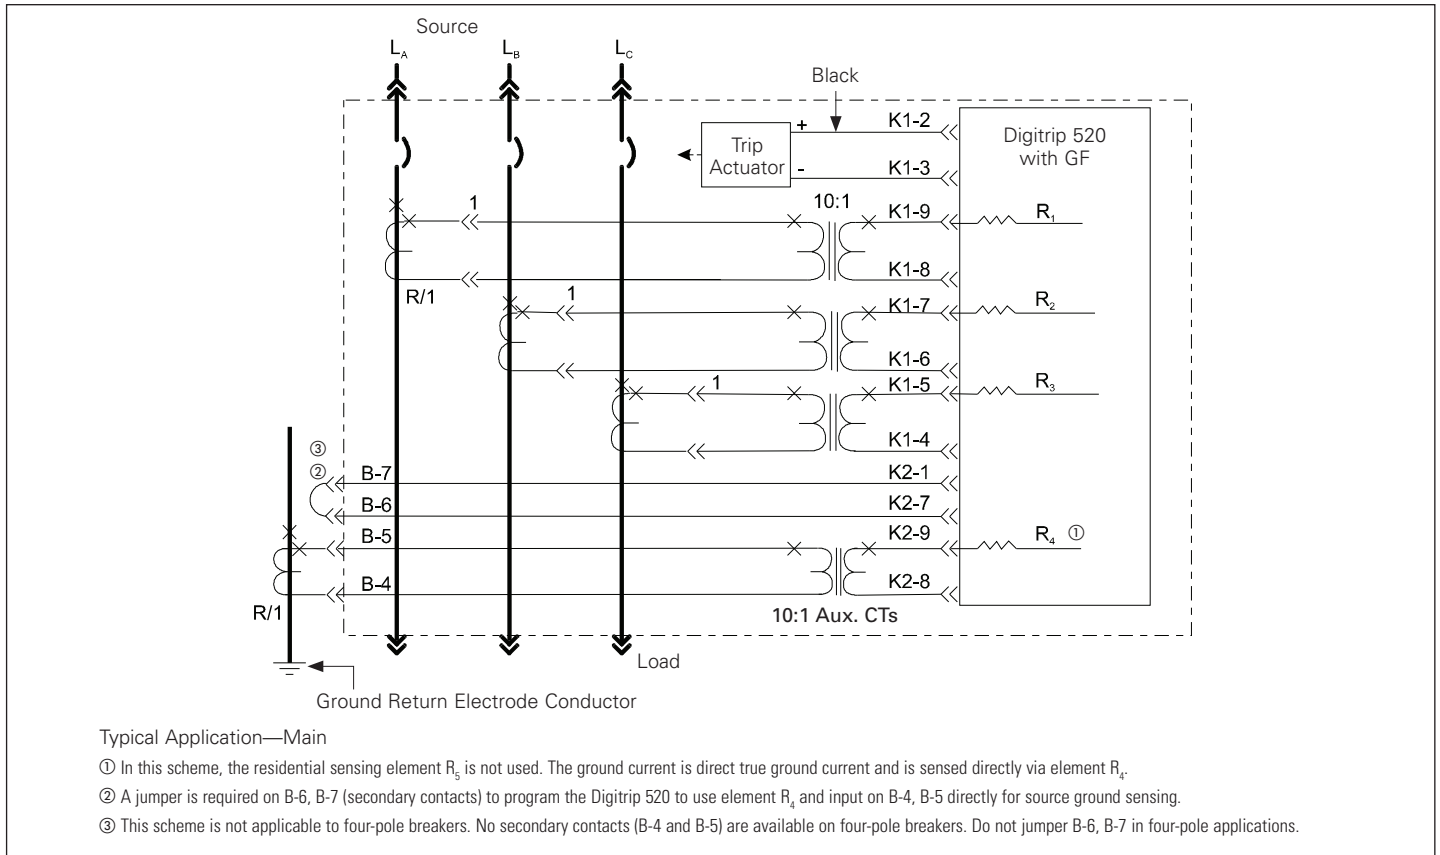 Source
L_A L_B L_C
Black
+ K1-2
Digitrip 520
with GF
Trip
Actuator
- K1-3
1 10:1 K1-9 R₁
K1-8
R/1
1 K1-7 R₂
K1-6
1 K1-5 R₃
K1-4
③
② B-7 K2-1
B-6 K2-7
B-5 K2-9 R₄ ①
B-4 K2-8
R/1
10:1 Aux. CTs
Load
Ground Return Electrode Conductor
Typical Application—Main
① In this scheme, the residential sensing element R₅ is not used. The ground current is direct true ground current and is sensed directly via element R₄.
② A jumper is required on B-6, B-7 (secondary contacts) to program the Digitrip 520 to use element R₄ and input on B-4, B-5 directly for source ground sensing.
③ This scheme is not applicable to four-pole breakers. No secondary contacts (B-4 and B-5) are available on four-pole breakers. Do not jumper B-6, B-7 in four-pole applications.